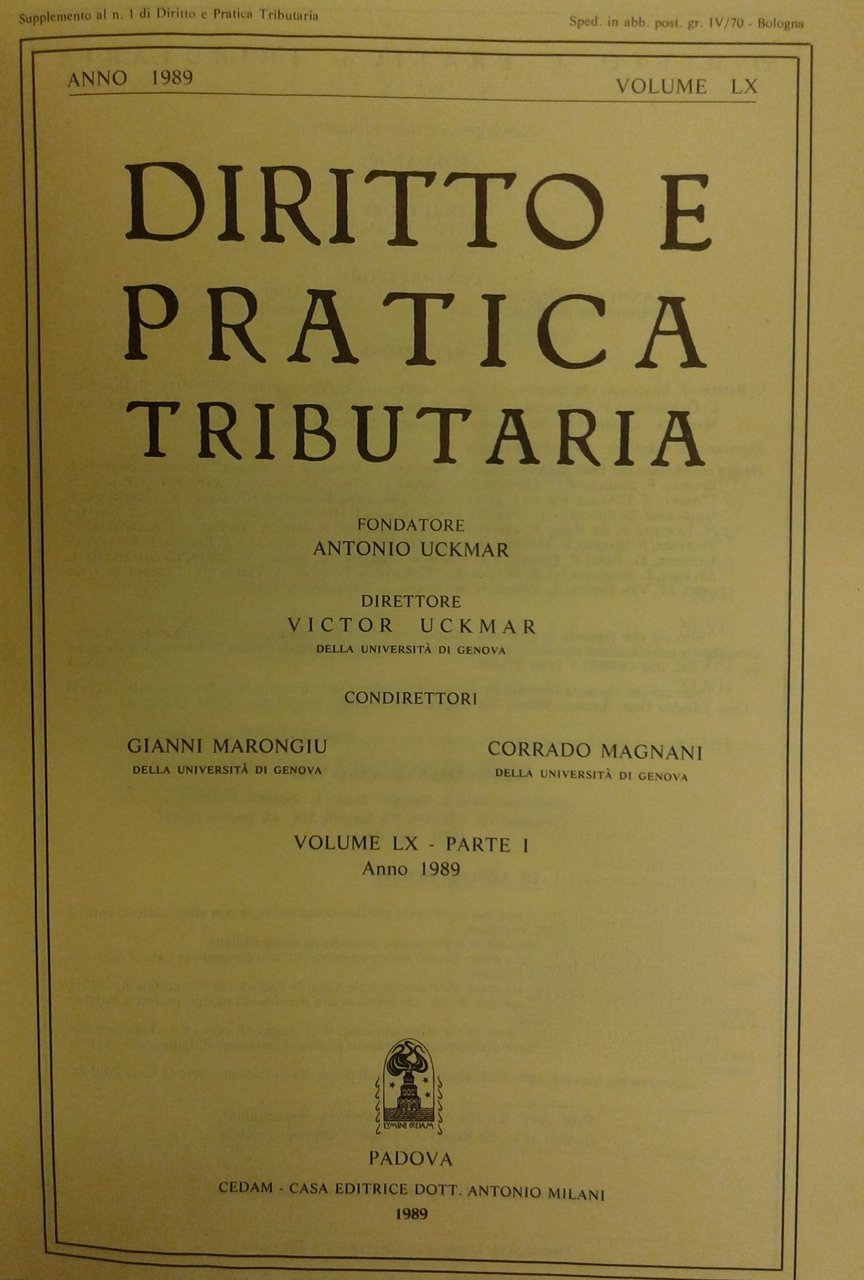 Supplemento al n. 1 di Diritto e Pratica Tributaria
Sped. in abb. post. gr. IV/70 - Bologna
ANNO 1989
VOLUME LX
DIRITTO E
PRATICA
TRIBUTARIA
FONDATORE
ANTONIO UCKMAR
DIRETTORE
VICTOR UCKMAR
DELLA UNIVERSITÀ DI GENOVA
CONDIRETTORI
GIANNI MARONGIU
DELLA UNIVERSITÀ DI GENOVA
CORRADO MAGNANI
DELLA UNIVERSITÀ DI GENOVA
VOLUME LX - PARTE I
Anno 1989
PADOVA
CEDAM - CASA EDITRICE DOTT. ANTONIO MILANI
1989